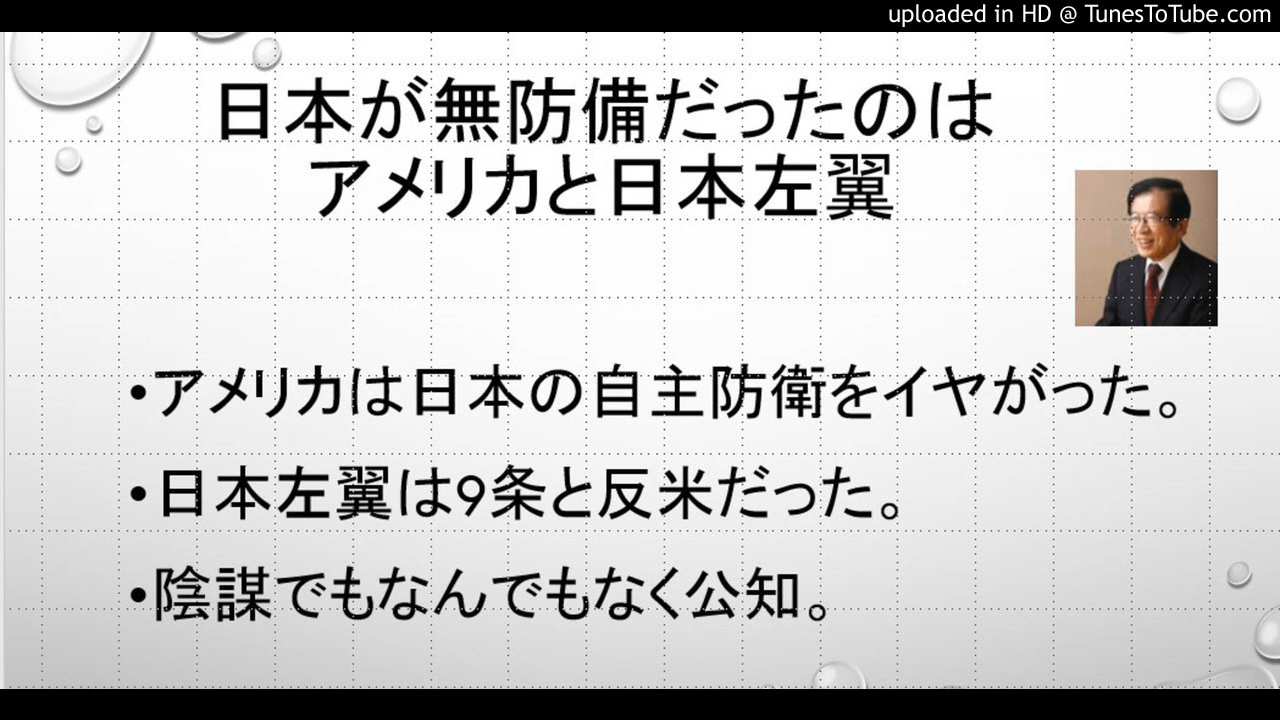 uploaded in HD @ TunesToTube.com
日本が無防備だったのは
アメリカと日本左翼
•アメリカは日本の自主防衛をイヤがった。
•日本左翼は9条と反米だった。
•陰謀でもなんでもなく公知。